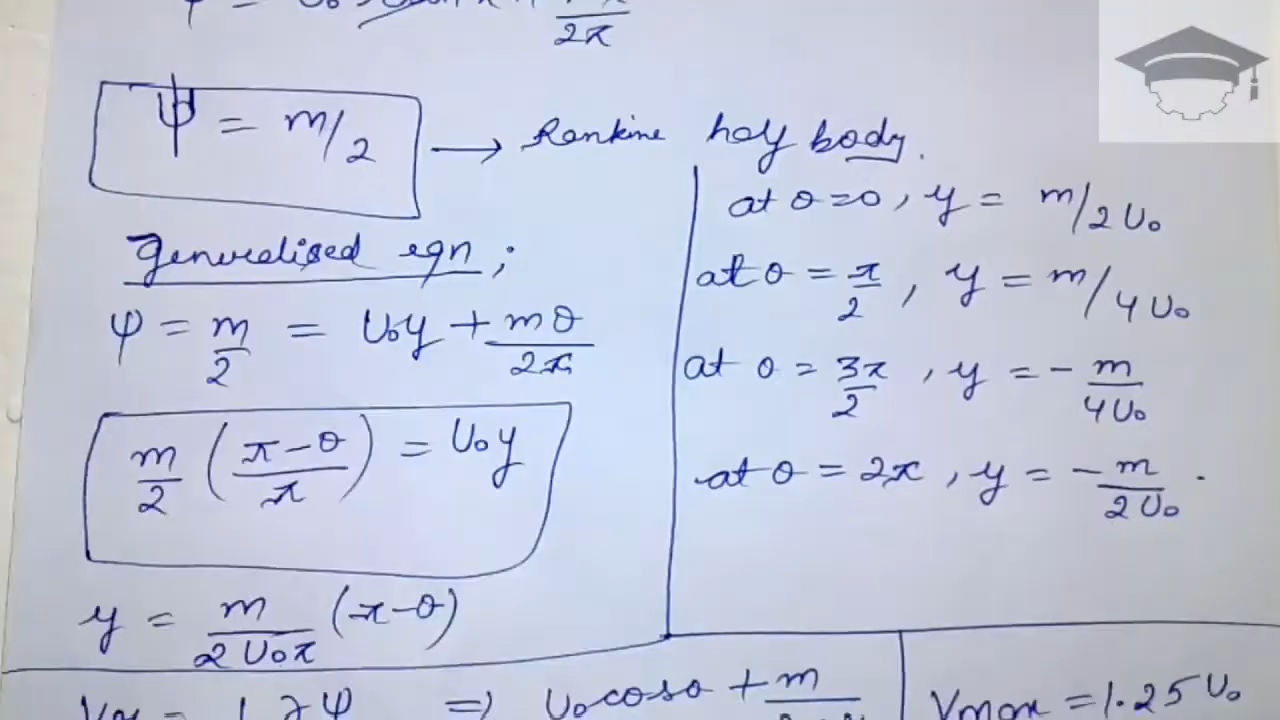 2π
ψ = m/2 → Rankine half body.
Generalised eqn ;
ψ = m/2 = U₀y + mθ/2π
m/2 (π-θ/π) = U₀y
y = m/2U₀π (π-θ)
at θ=0, y = m/2U₀
at θ = π/2, y = m/4U₀
at θ = 3π/2, y = - m/4U₀
at θ = 2π, y = - m/2U₀.
⇒ U₀cosθ + m
Vmax = 1.25 U₀